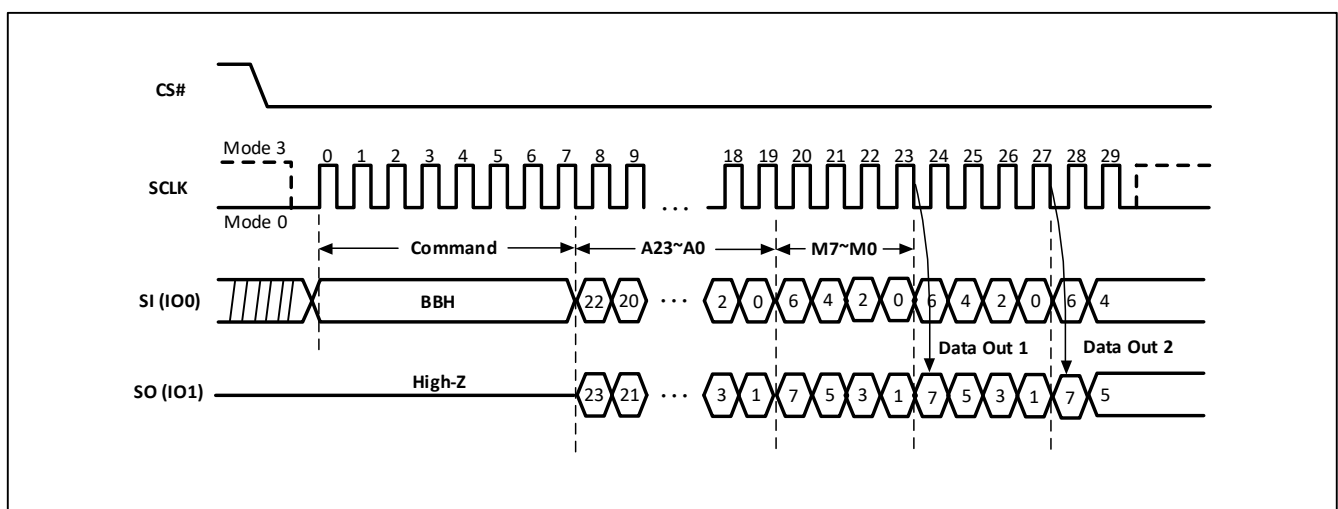 CS#
Mode 3
0 1 2 3 4 5 6 7 8 9 18 19 20 21 22 23 24 25 26 27 28 29
SCLK
...
Mode 0
Command A23~A0 M7~M0
SI (IO0) BBH 22 20 ... 2 0 6 4 2 0 6 4 2 0 6 4
Data Out 1 Data Out 2
High-Z
SO (IO1) 23 21 ... 3 1 7 5 3 1 7 5 3 1 7 5